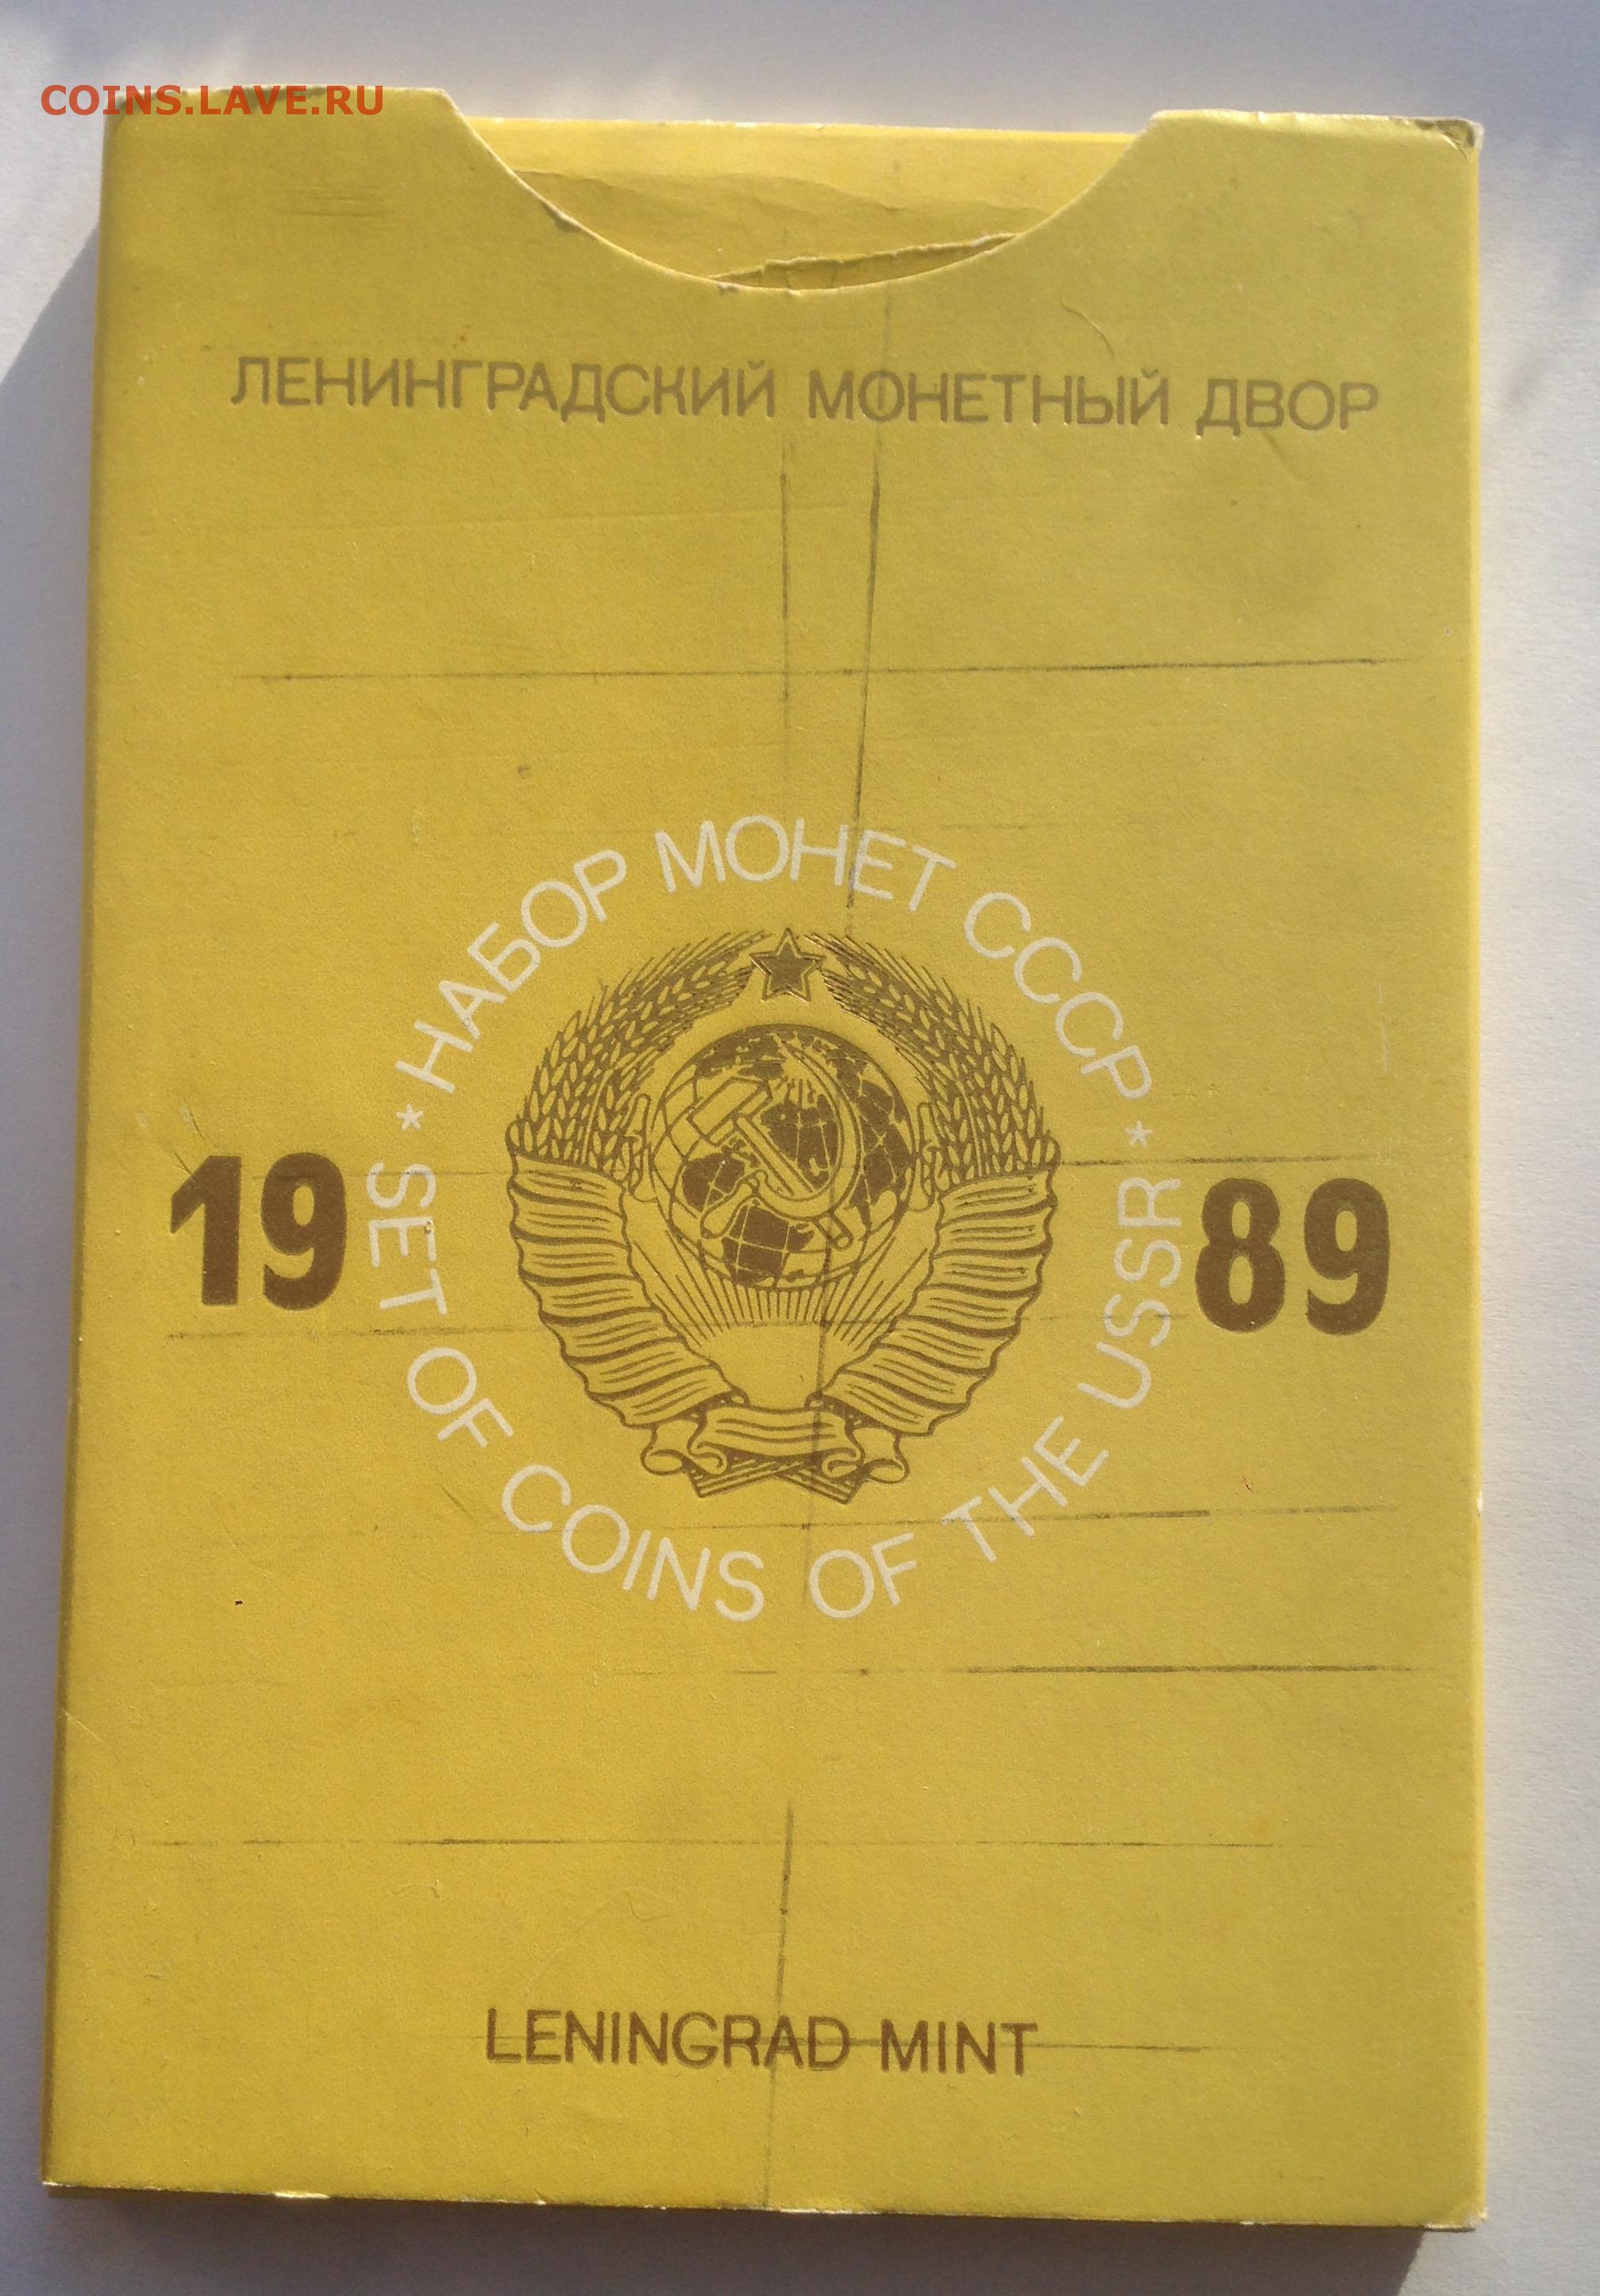 COINS.LAVE.RU
ЛЕНИНГРАДСКИЙ МОНЕТНЫЙ ДВОР
* НАБОР МОНЕТ СССР *
19 89
SET OF COINS OF THE USSR
LENINGRAD MINT